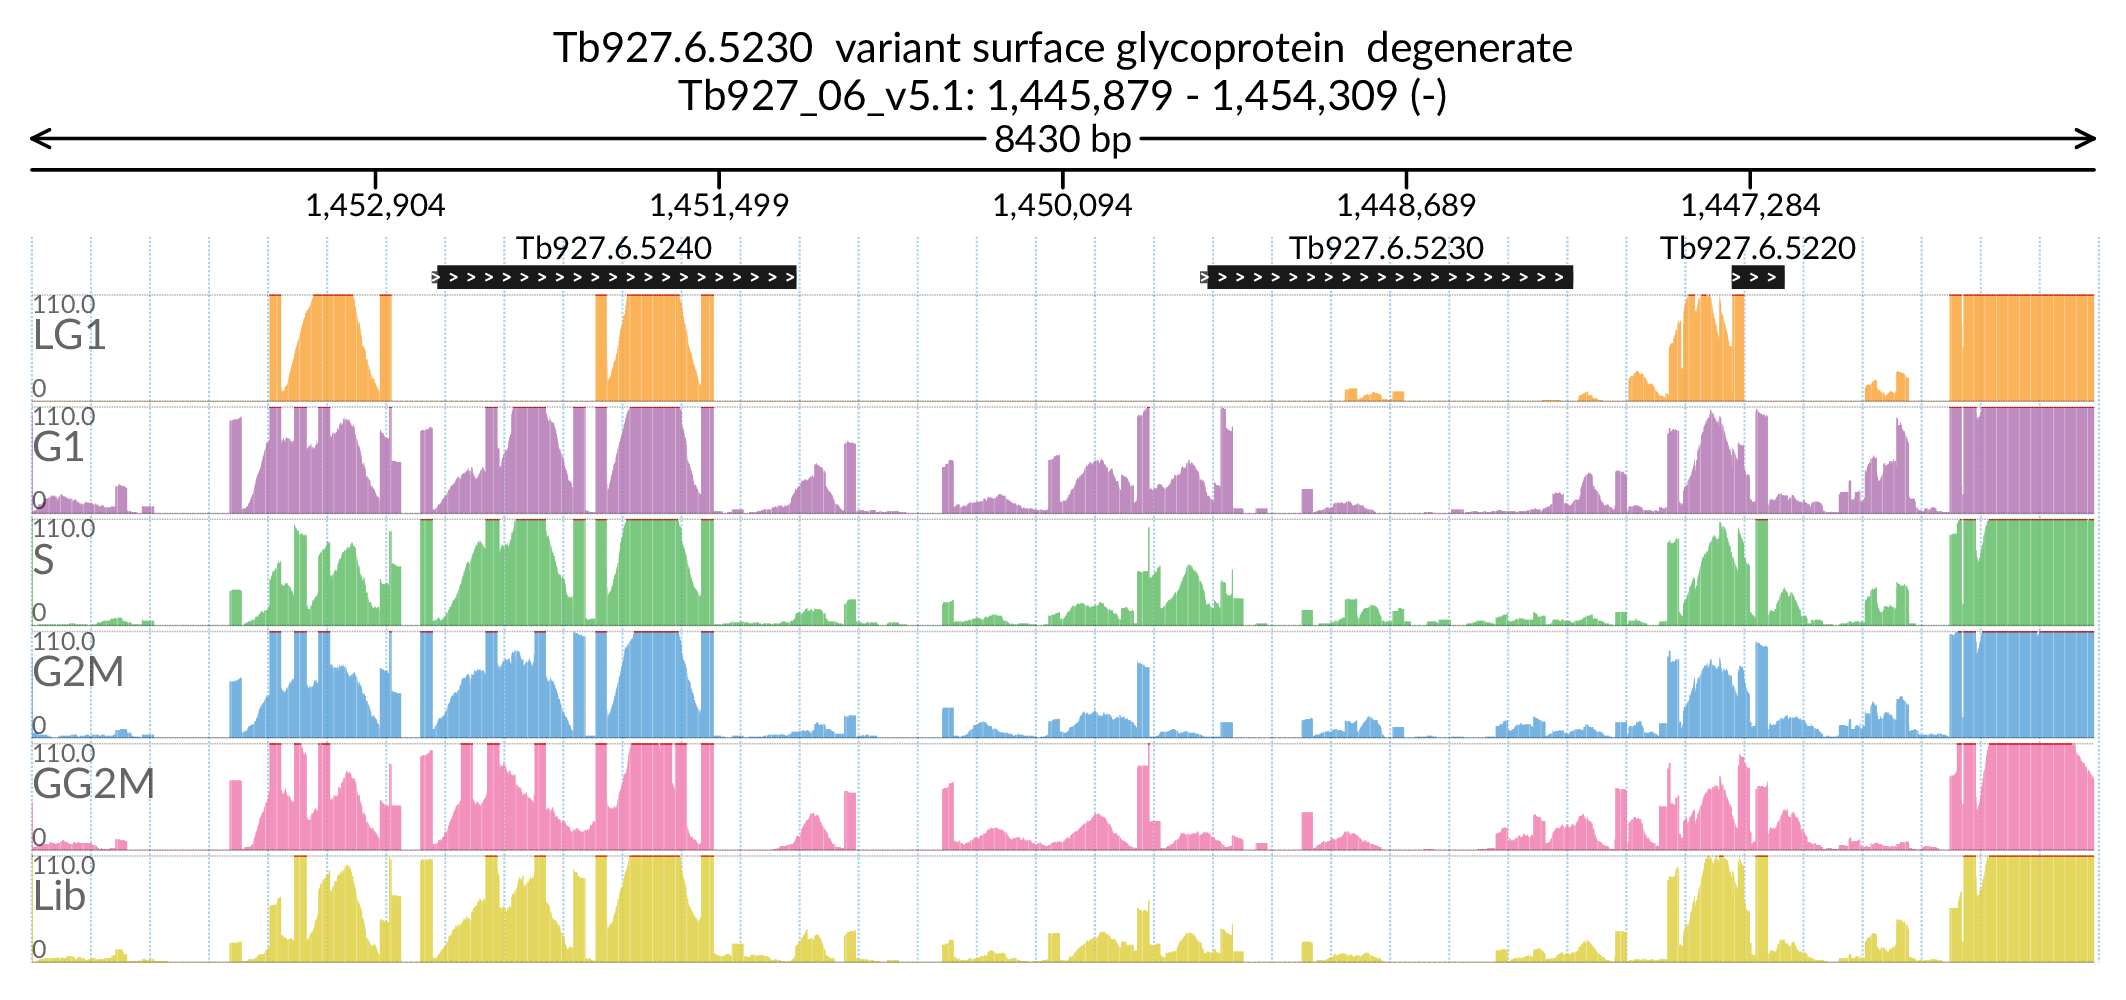 Tb927.6.5230  variant surface glycoprotein  degenerate
Tb927_06_v5.1: 1,445,879 - 1,454,309 (-)
8430 bp
1,452,904 1,451,499 1,450,094 1,448,689 1,447,284
Tb927.6.5240 Tb927.6.5230 Tb927.6.5220
110.0
LG1
0
110.0
G1
0
110.0
S
0
110.0
G2M
0
110.0
GG2M
0
110.0
Lib
0